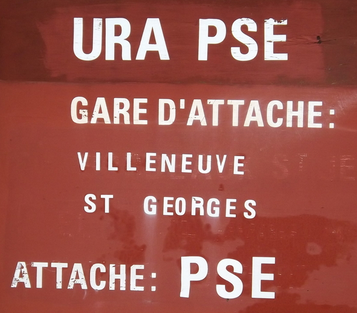 URA PSE
GARE D'ATTACHE:
VILLENEUVE
ST GEORGES
ATTACHE: PSE